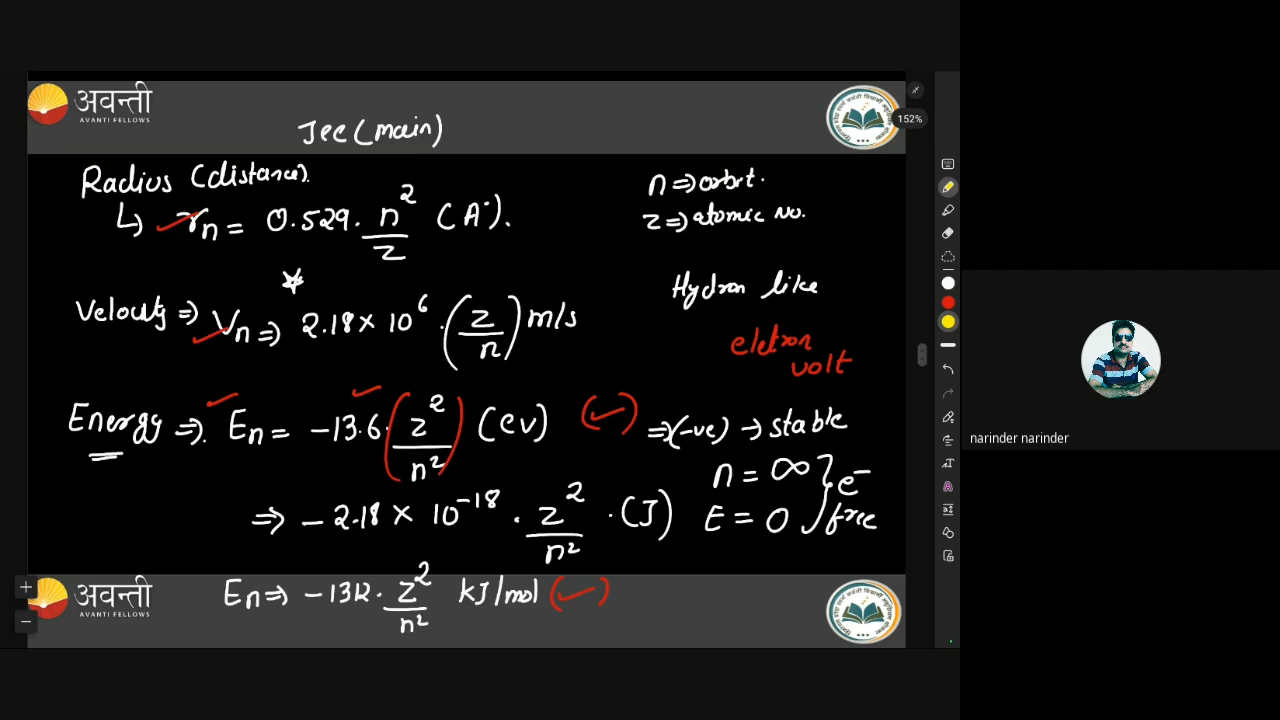 अवन्ती
AVANTI FELLOWS
152%
Jee (main)
Radius (distance).
↳ rn = 0.529. n²/z (A°).
n ⇒ orbit.
z ⇒ atomic No.
Velocity ⇒ Vn ⇒ 2.18 × 10⁶ . (z/n) m/s
Hydron like
eletron
volt
Energy ⇒. En = -13.6. (z²/n²) (ev) (✓) ⇒ (-ve) → stable
⇒ -2.18 × 10⁻¹⁸ . z²/n² . (J)
n = ∞ } e⁻
E = 0 } free
अवन्ती
AVANTI FELLOWS
En ⇒ -1312. z²/n² kJ/mol (✓)
narinder narinder